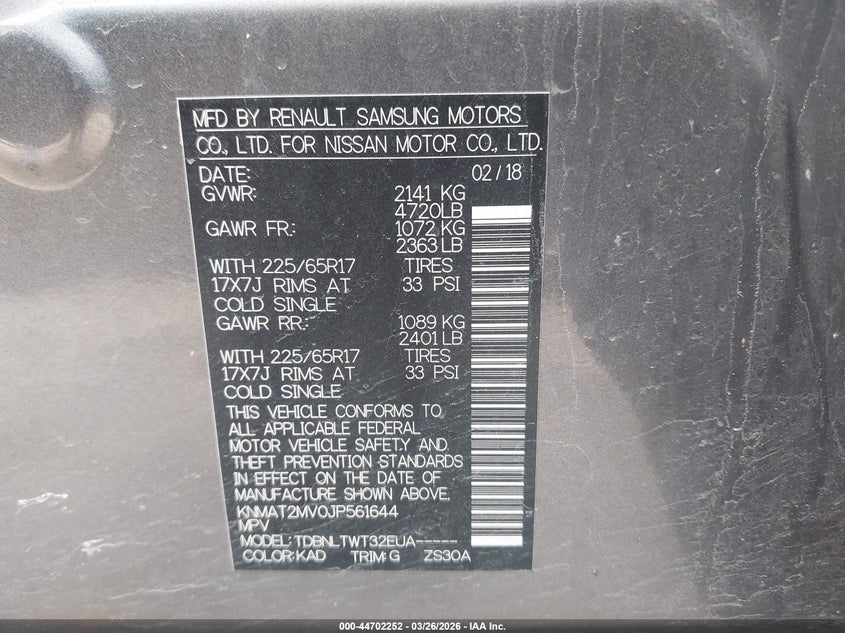 MFD BY RENAULT SAMSUNG MOTORS
CO., LTD. FOR NISSAN MOTOR CO., LTD.
DATE: 02/18
GVWR: 2141 KG
4720LB
GAWR FR.: 1072 KG
2363 LB
WITH 225/65R17 TIRES
17X7J RIMS AT 33 PSI
COLD SINGLE
GAWR RR.: 1089 KG
2401 LB
WITH 225/65R17 TIRES
17X7J RIMS AT 33 PSI
COLD SINGLE
THIS VEHICLE CONFORMS TO
ALL APPLICABLE FEDERAL
MOTOR VEHICLE SAFETY AND
THEFT PREVENTION STANDARDS
IN EFFECT ON THE DATE OF
MANUFACTURE SHOWN ABOVE.
KNMAT2MV0JP561644
MPV
MODEL: TDBNLTWT32EUA-----
COLOR:KAD TRIM:G ZS30A
000-44702252 - 03/26/2026 - IAA Inc.